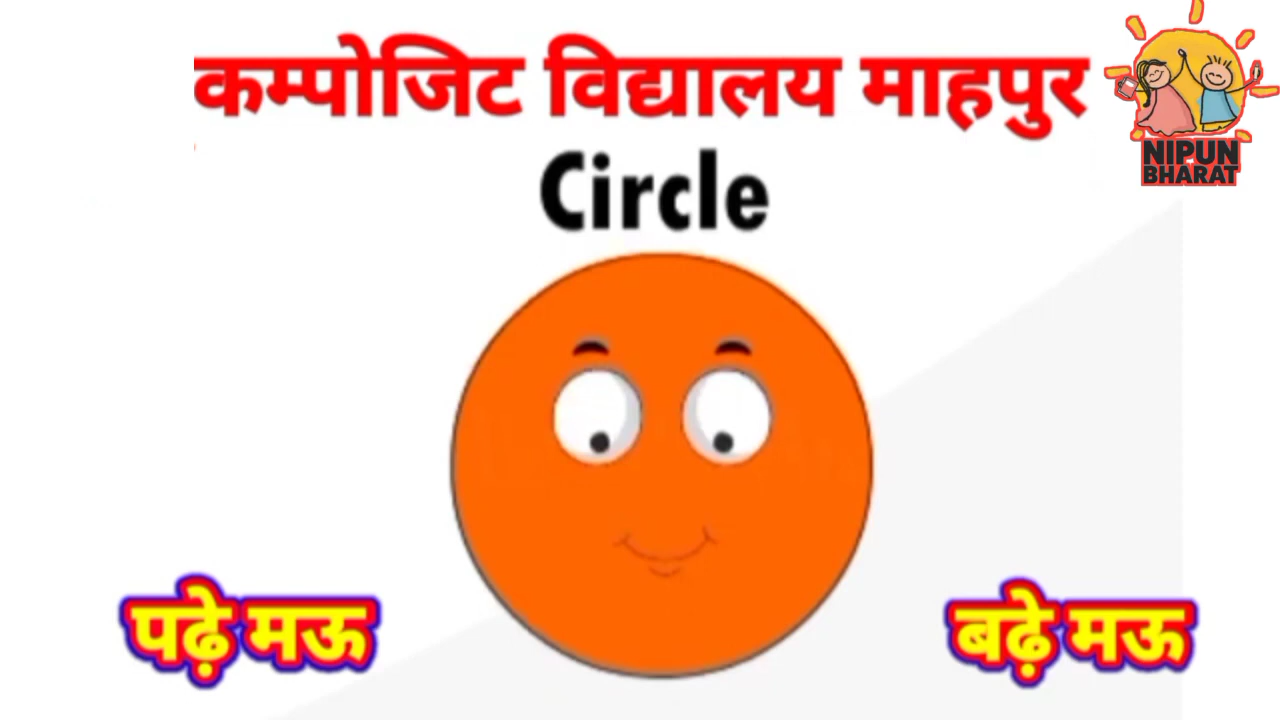 कम्पोजिट विद्यालय माहपुर
NIPUN
BHARAT
Circle
पढ़े मऊ
बढ़े मऊ